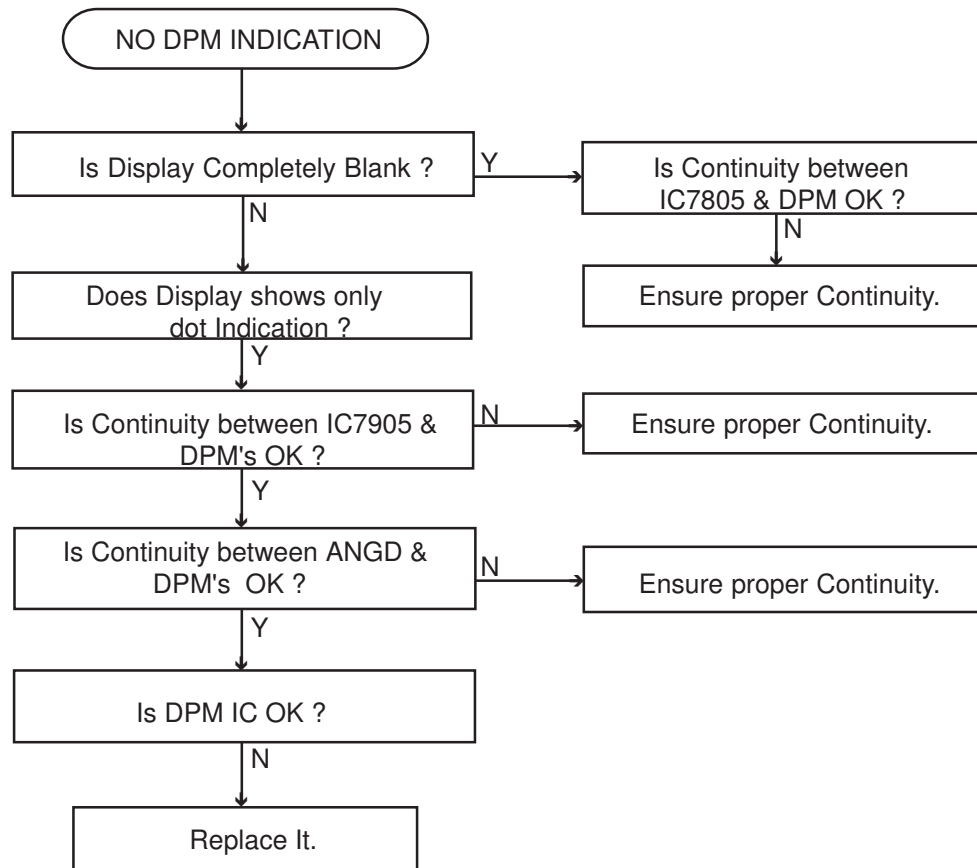 NO DPM INDICATION
Is Display Completely Blank ?
Y
Is Continuity between
IC7805 & DPM OK ?
N
N
Ensure proper Continuity.
Does Display shows only
dot Indication ?
Y
Is Continuity between IC7905 &
DPM's OK ?
N
Ensure proper Continuity.
Y
Is Continuity between ANGD &
DPM's OK ?
N
Ensure proper Continuity.
Y
Is DPM IC OK ?
N
Replace It.